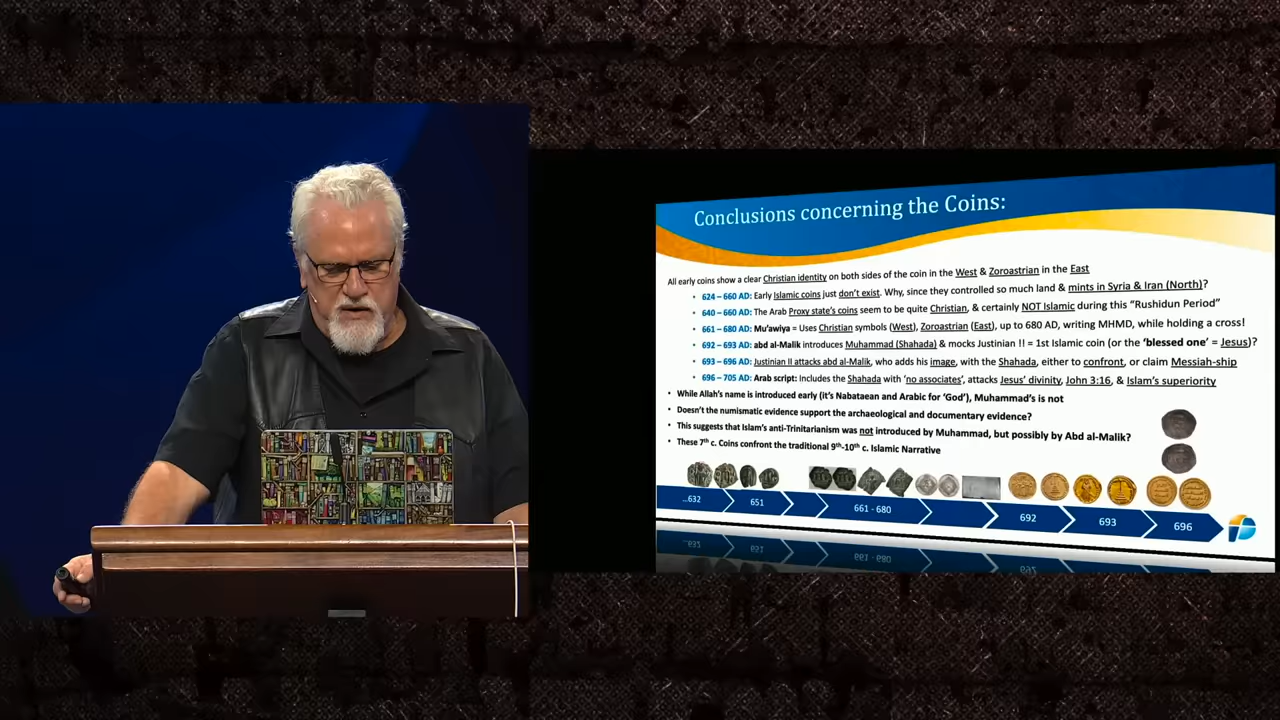 Conclusions concerning the Coins:
All early coins show a clear Christian identity on both sides of the coin in the West & Zoroastrian in the East
• 624 – 660 AD: Early Islamic coins just don't exist. Why, since they controlled so much land & mints in Syria & Iran (North)?
• 640 – 660 AD: The Arab Proxy state's coins seem to be quite Christian, & certainly NOT Islamic during this "Rushidun Period"
• 661 – 680 AD: Mu'awiya = Uses Christian symbols (West), Zoroastrian (East), up to 680 AD, writing MHMD, while holding a cross!
• 692 – 693 AD: abd al-Malik introduces Muhammad (Shahada) & mocks Justinian !! = 1st Islamic coin (or the 'blessed one' = Jesus)?
• 693 – 696 AD: Justinian II attacks abd al-Malik, who adds his image, with the Shahada, either to confront, or claim Messiah-ship
• 696 – 705 AD: Arab script: Includes the Shahada with 'no associates', attacks Jesus' divinity, John 3:16, & Islam's superiority
• While Allah's name is introduced early (it's Nabataean and Arabic for 'God'), Muhammad's is not
• Doesn't the numismatic evidence support the archaeological and documentary evidence?
• This suggests that Islam's anti-Trinitarianism was not introduced by Muhammad, but possibly by Abd al-Malik?
• These 7th c. Coins confront the traditional 9th-10th c. Islamic Narrative
...632 651 661 - 680 692 693 696